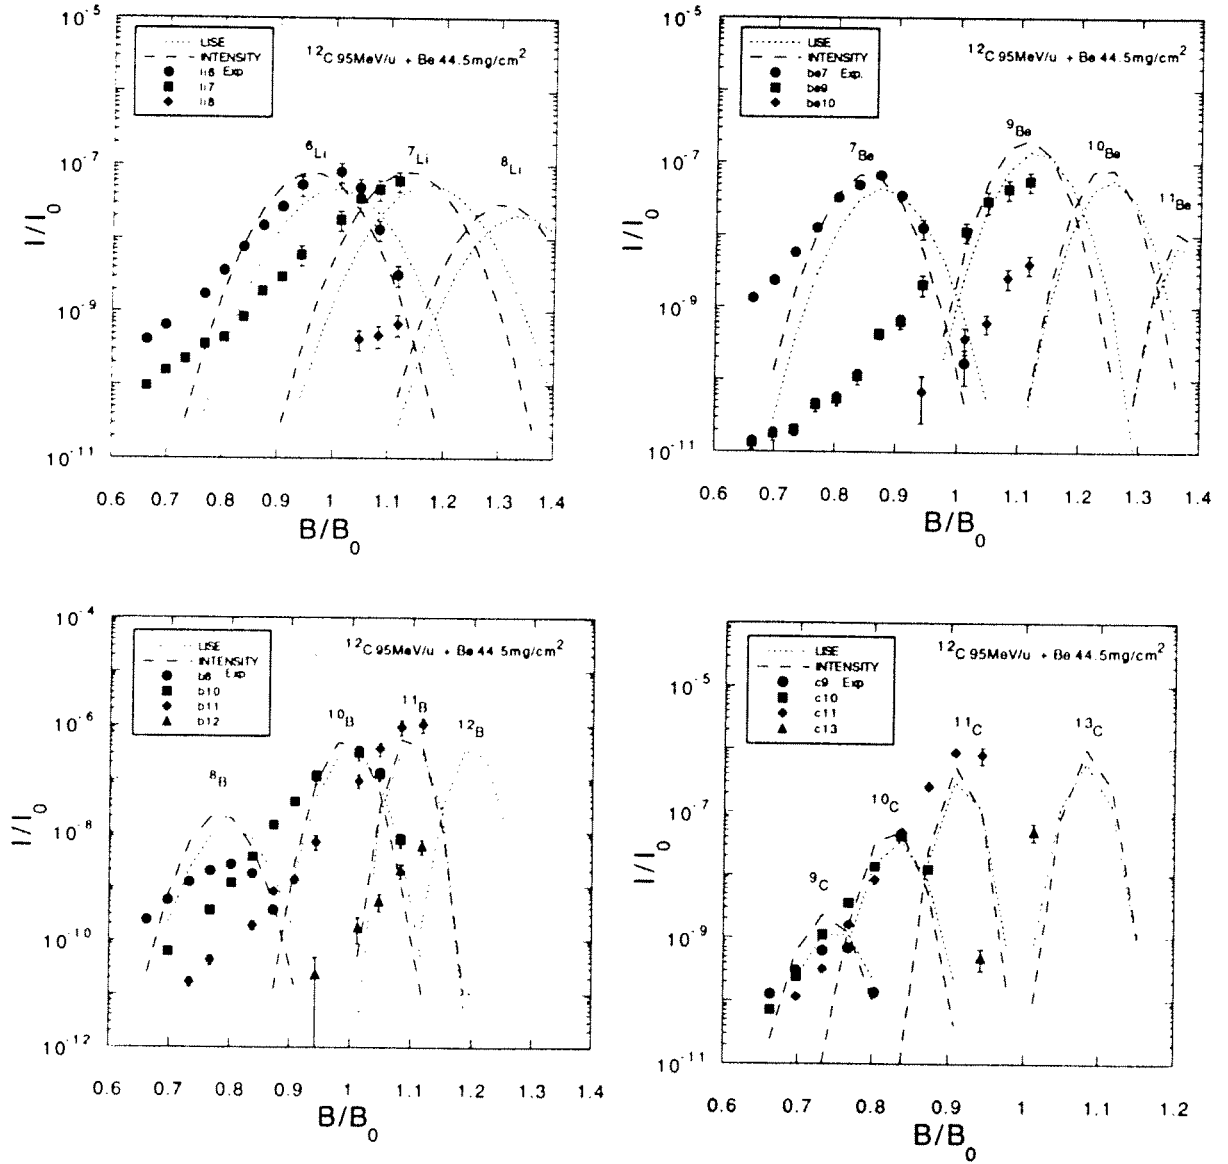 10⁻⁵
LISE
INTENSITY
li6 Exp
li7
li8
¹²C 95MeV/u + Be 44.5mg/cm²
10⁻⁷
⁶Li
⁷Li
⁸Li
I/I₀
10⁻⁹
10⁻¹¹
0.6 0.7 0.8 0.9 1 1.1 1.2 1.3 1.4
B/B₀
10⁻⁵
LISE
INTENSITY
be7 Exp.
be9
be10
¹²C 95MeV/u + Be 44.5mg/cm²
10⁻⁷
⁷Be
⁹Be
¹⁰Be
¹¹Be
I/I₀
10⁻⁹
10⁻¹¹
0.6 0.7 0.8 0.9 1 1.1 1.2 1.3 1.4
B/B₀
10⁻⁴
LISE
INTENSITY
b8 Exp
b10
b11
b12
¹²C 95MeV/u + Be 44 5mg/cm²
10⁻⁶
⁸B
¹⁰B
¹¹B
¹²B
I/I₀
10⁻⁸
10⁻¹⁰
10⁻¹²
0.6 0.7 0.8 0.9 1 1.1 1.2 1.3 1.4
B/B₀
LISE
INTENSITY
c9 Exp
c10
c11
c13
¹²C 95MeV/u + Be 44.5mg/cm²
10⁻⁵
⁹C
¹⁰C
¹¹C
¹³C
I/I₀
10⁻⁷
10⁻⁹
10⁻¹¹
0.6 0.7 0.8 0.9 1 1.1 1.2
B/B₀